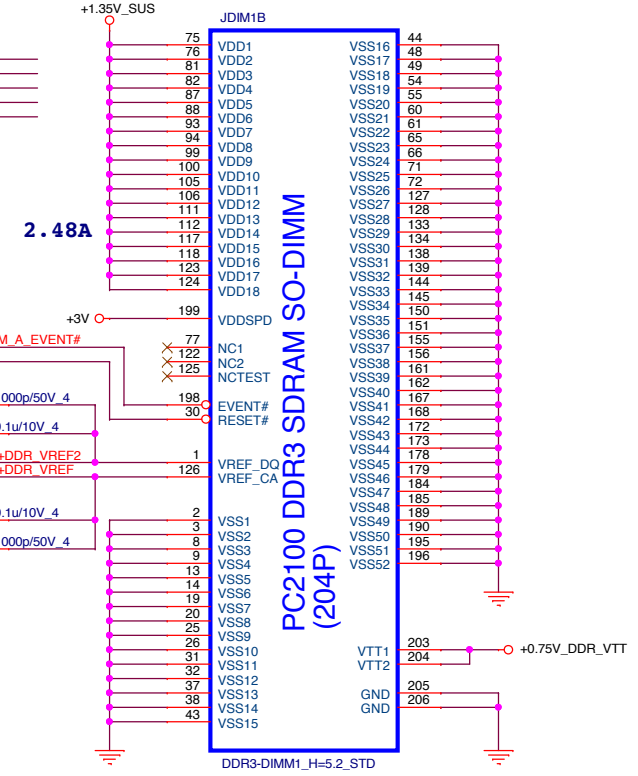 +1.35V_SUS
JDIM1B
75 VDD1 VSS16 44
76 VDD2 VSS17 48
81 VDD3 VSS18 49
82 VDD4 VSS19 54
87 VDD5 VSS20 55
88 VDD6 VSS21 60
93 VDD7 VSS22 61
94 VDD8 VSS23 65
99 VDD9 VSS24 66
100 VDD10 VSS25 71
105 VDD11 VSS26 72
106 VDD12 VSS27 127
111 VDD13 VSS28 128
112 VDD14 VSS29 133
117 VDD15 VSS30 134
118 VDD16 VSS31 138
123 VDD17 VSS32 139
124 VDD18 VSS33 144
2.48A
VSS34 145
+3V 199 VDDSPD VSS35 150
VSS36 151
M_A_EVENT# 77 NC1 VSS37 155
122 NC2 VSS38 156
125 NCTEST VSS39 161
VSS40 162
000p/50V_4 198 EVENT# VSS41 167
30 RESET# VSS42 168
.1u/10V_4 VSS43 172
VSS44 173
+DDR_VREF2 1 VREF_DQ VSS45 178
+DDR_VREF 126 VREF_CA VSS46 179
VSS47 184
VSS48 185
.1u/10V_4 2 VSS1 VSS49 189
3 VSS2 VSS50 190
000p/50V_4 8 VSS3 VSS51 195
9 VSS4 VSS52 196
13 VSS5
14 VSS6
19 VSS7
20 VSS8
25 VSS9
26 VSS10 VTT1 203 +0.75V_DDR_VTT
31 VSS11 VTT2 204
32 VSS12
37 VSS13 GND 205
38 VSS14 GND 206
43 VSS15
PC2100 DDR3 SDRAM SO-DIMM
(204P)
DDR3-DIMM1_H=5.2_STD